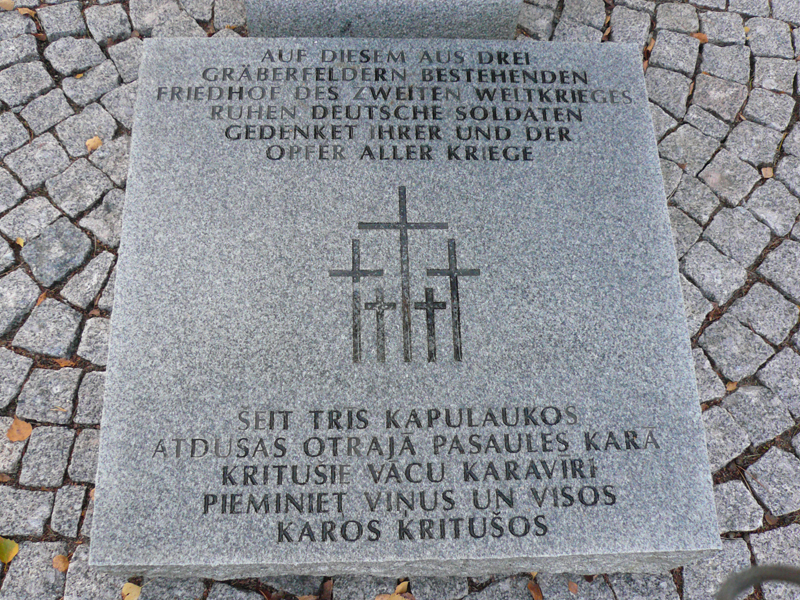 AUF DIESEM AUS DREI
GRÄBERFELDERN BESTEHENDEN
FRIEDHOF DES ZWEITEN WELTKRIEGES
RUHEN DEUTSCHE SOLDATEN
GEDENKET IHRER UND DER
OPFER ALLER KRIEGE
ŠEIT TRIS KAPULAUKOS
ATDUSAS OTRAJĀ PASAULES KARĀ
KRITUŠIE VĀCU KARAVĪRI
PIEMINIET VIŅUS UN VISOS
KAROS KRITUŠOS